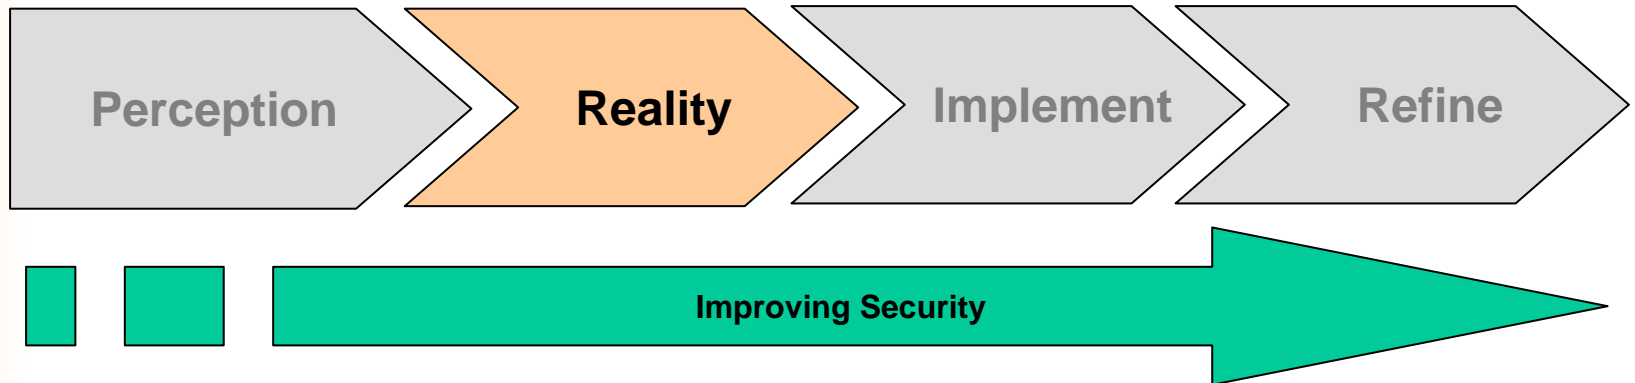 Perception
Reality
Implement
Refine
Improving Security